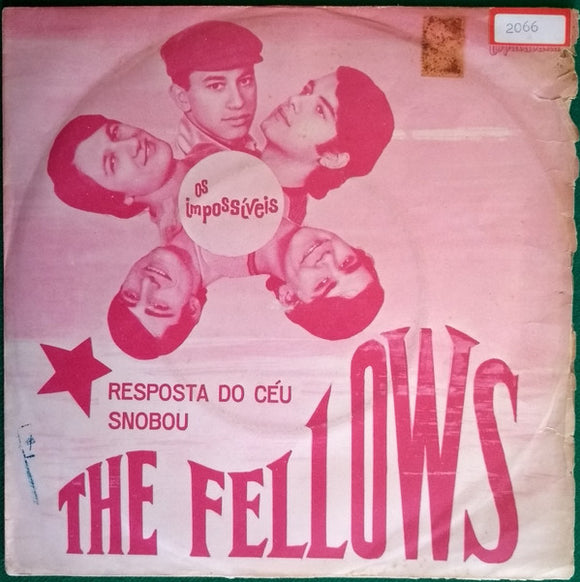 2066
os
impossíveis
RESPOSTA DO CÉU
SNOBOU
THE FELLOWS